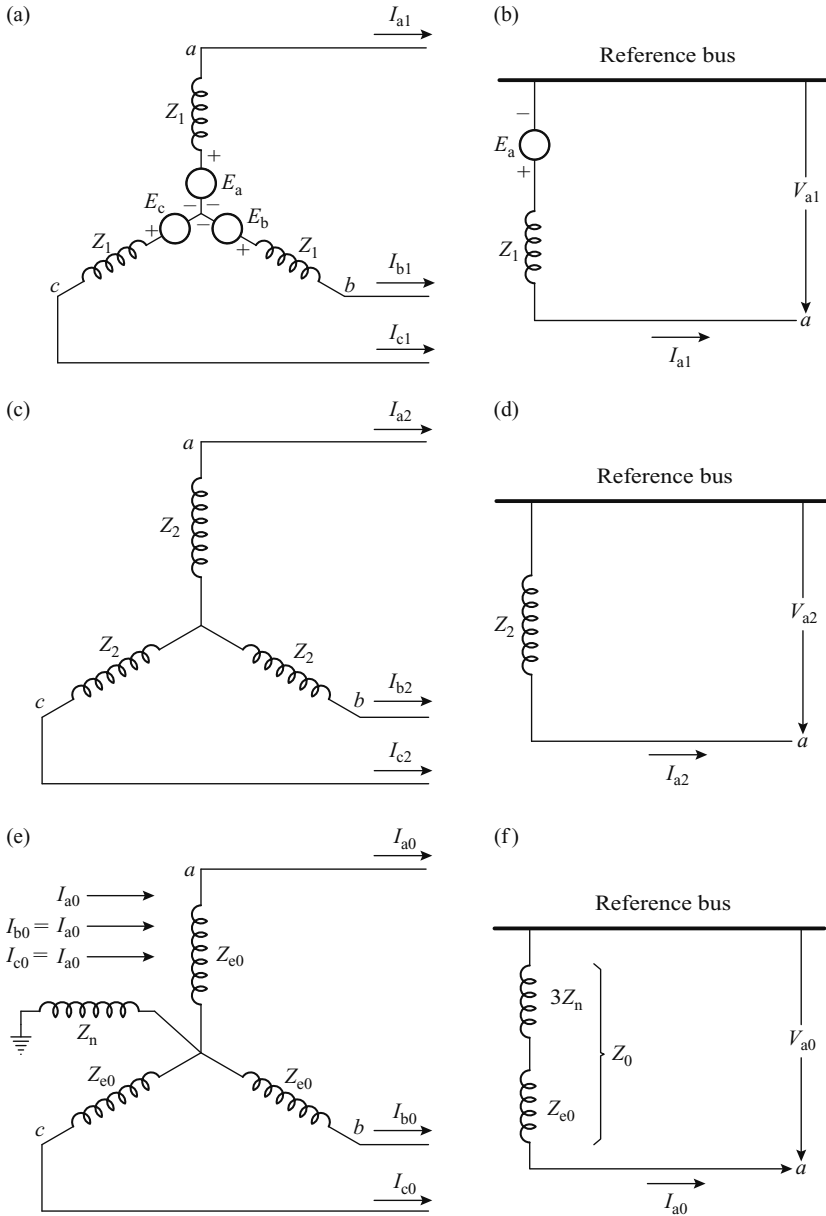 (a)
I_a1
a
Z_1
+
E_a
−
E_c
−
+
Z_1
−
E_b
+
Z_1
c
b
I_b1
I_c1
(b)
Reference bus
−
E_a
+
Z_1
V_a1
a
I_a1
(c)
I_a2
a
Z_2
Z_2
Z_2
c
b
I_b2
I_c2
(d)
Reference bus
Z_2
V_a2
a
I_a2
(e)
I_a0
a
I_a0
I_b0 = I_a0
I_c0 = I_a0
Z_e0
Z_n
Z_e0
Z_e0
c
b
I_b0
I_c0
(f)
Reference bus
3Z_n
Z_0
Z_e0
V_a0
a
I_a0